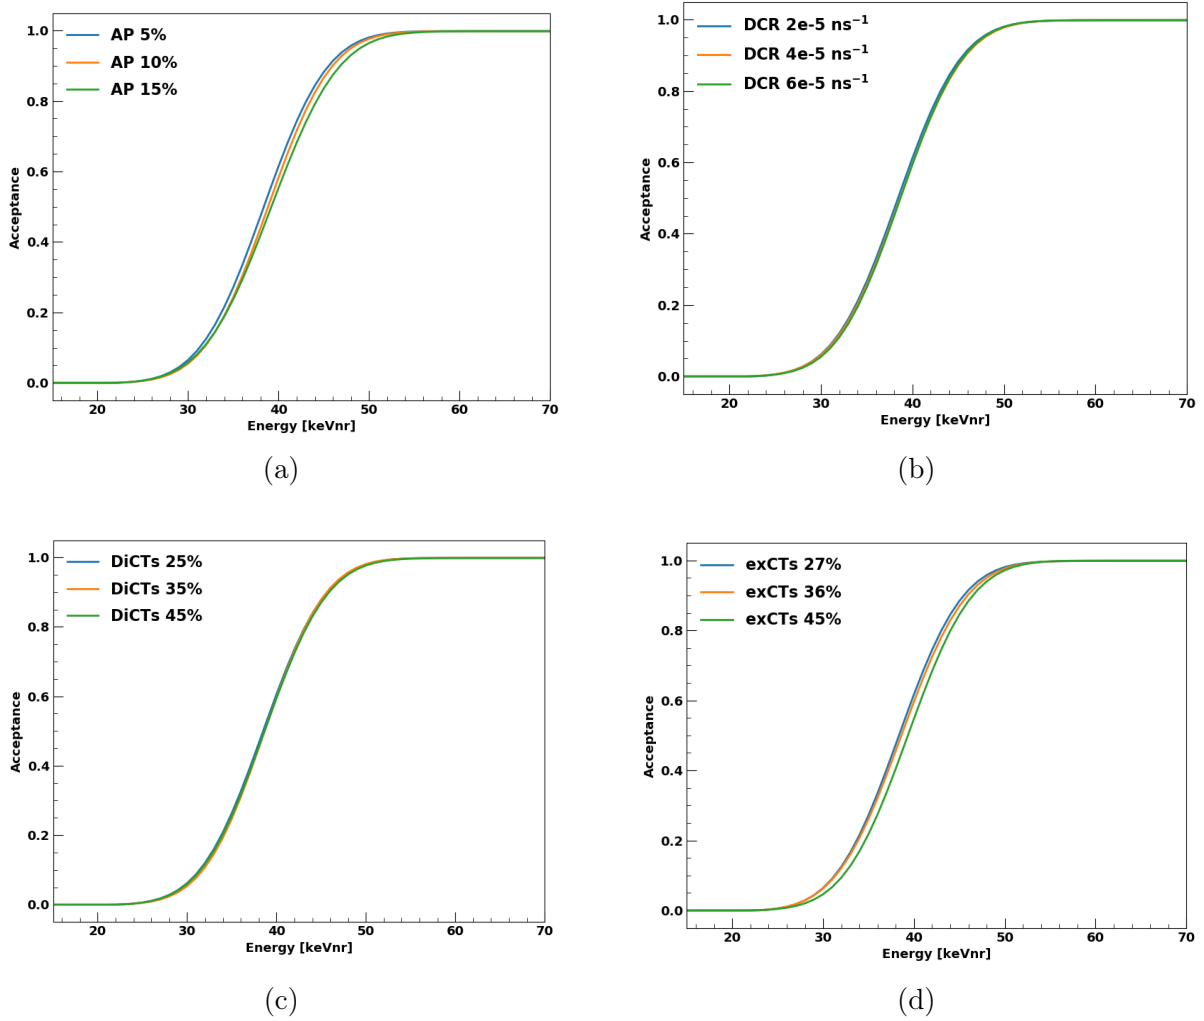 AP 5%
AP 10%
AP 15%
1.0
0.8
0.6
0.4
0.2
0.0
Acceptance
20 30 40 50 60 70
Energy [keVnr]
(a)
DCR 2e-5 ns⁻¹
DCR 4e-5 ns⁻¹
DCR 6e-5 ns⁻¹
1.0
0.8
0.6
0.4
0.2
0.0
Acceptance
20 30 40 50 60 70
Energy [keVnr]
(b)
DiCTs 25%
DiCTs 35%
DiCTs 45%
1.0
0.8
0.6
0.4
0.2
0.0
Acceptance
20 30 40 50 60 70
Energy [keVnr]
(c)
exCTs 27%
exCTs 36%
exCTs 45%
1.0
0.8
0.6
0.4
0.2
0.0
Acceptance
20 30 40 50 60 70
Energy [keVnr]
(d)